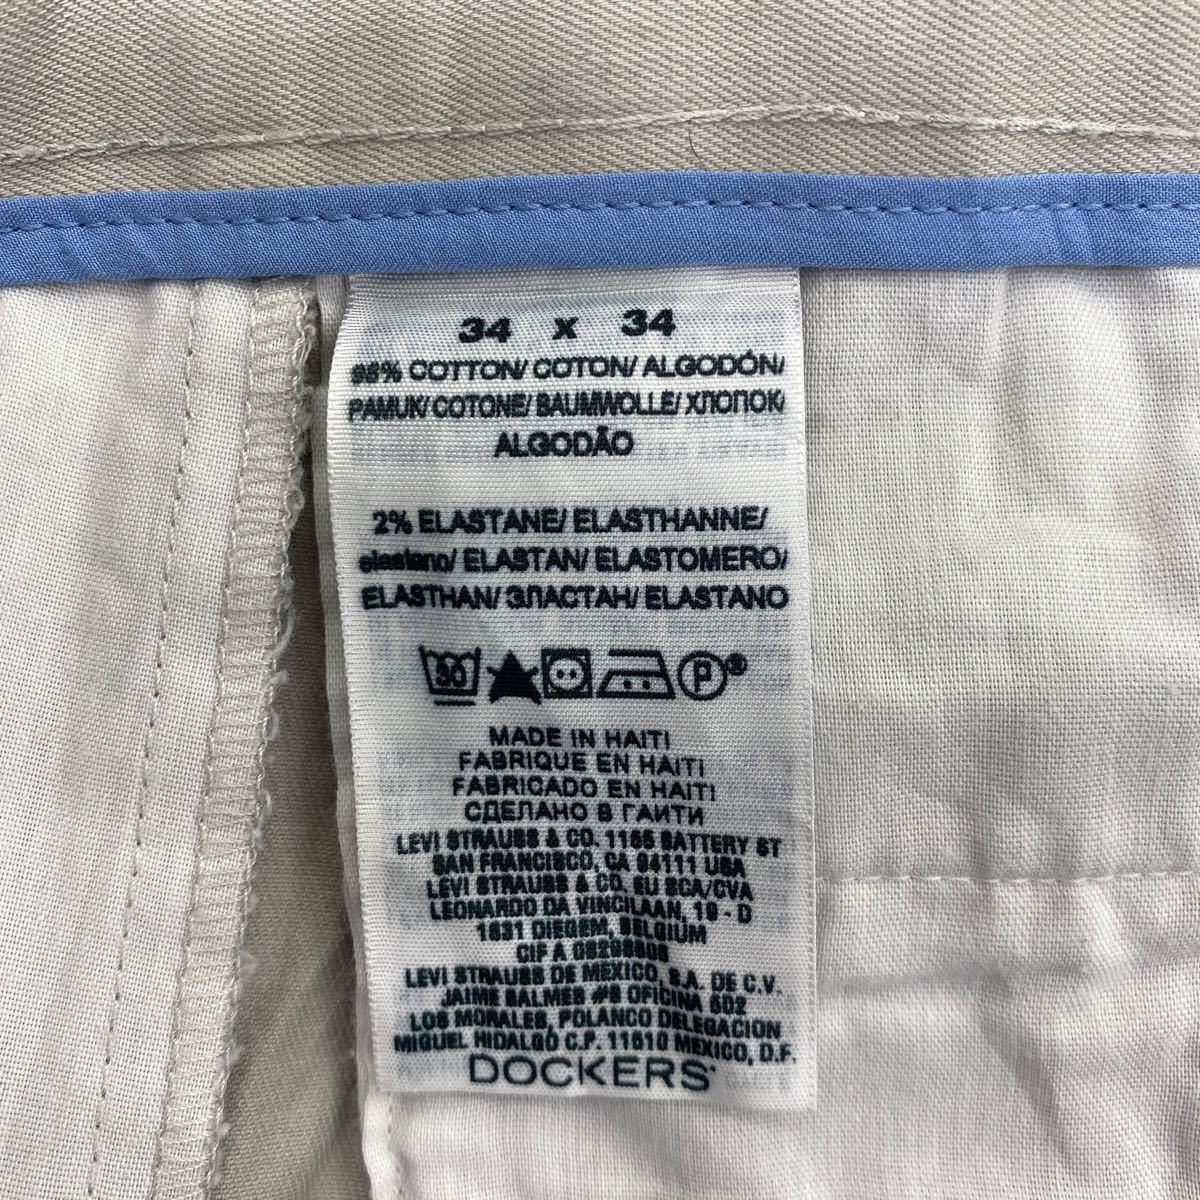 34 x 34
98% COTTON/ COTON/ ALGODÓN/
PAMUK/ COTONE/ BAUMWOLLE/ ХЛОПОК/
ALGODÃO
2% ELASTANE/ ELASTHANNE/
elastano/ ELASTAN/ ELASTOMERO/
ELASTHAN/ ЭЛАСТАН/ ELASTANO
30 P
MADE IN HAITI
FABRIQUE EN HAITI
FABRICADO EN HAITI
СДЕЛАНО В ГАИТИ
LEVI STRAUSS & CO. 1155 BATTERY ST
SAN FRANCISCO, CA 94111 USA
LEVI STRAUSS & CO. EU SCA/CVA
LEONARDO DA VINCILAAN, 19 - D
1831 DIEGEM, BELGIUM
CIF A
LEVI STRAUSS DE MEXICO, S.A. DE C.V.
JAIME BALMES #8 OFICINA 602
LOS MORALES, POLANCO DELEGACION
MIGUEL HIDALGO C.P. 11510 MEXICO, D.F.
DOCKERS